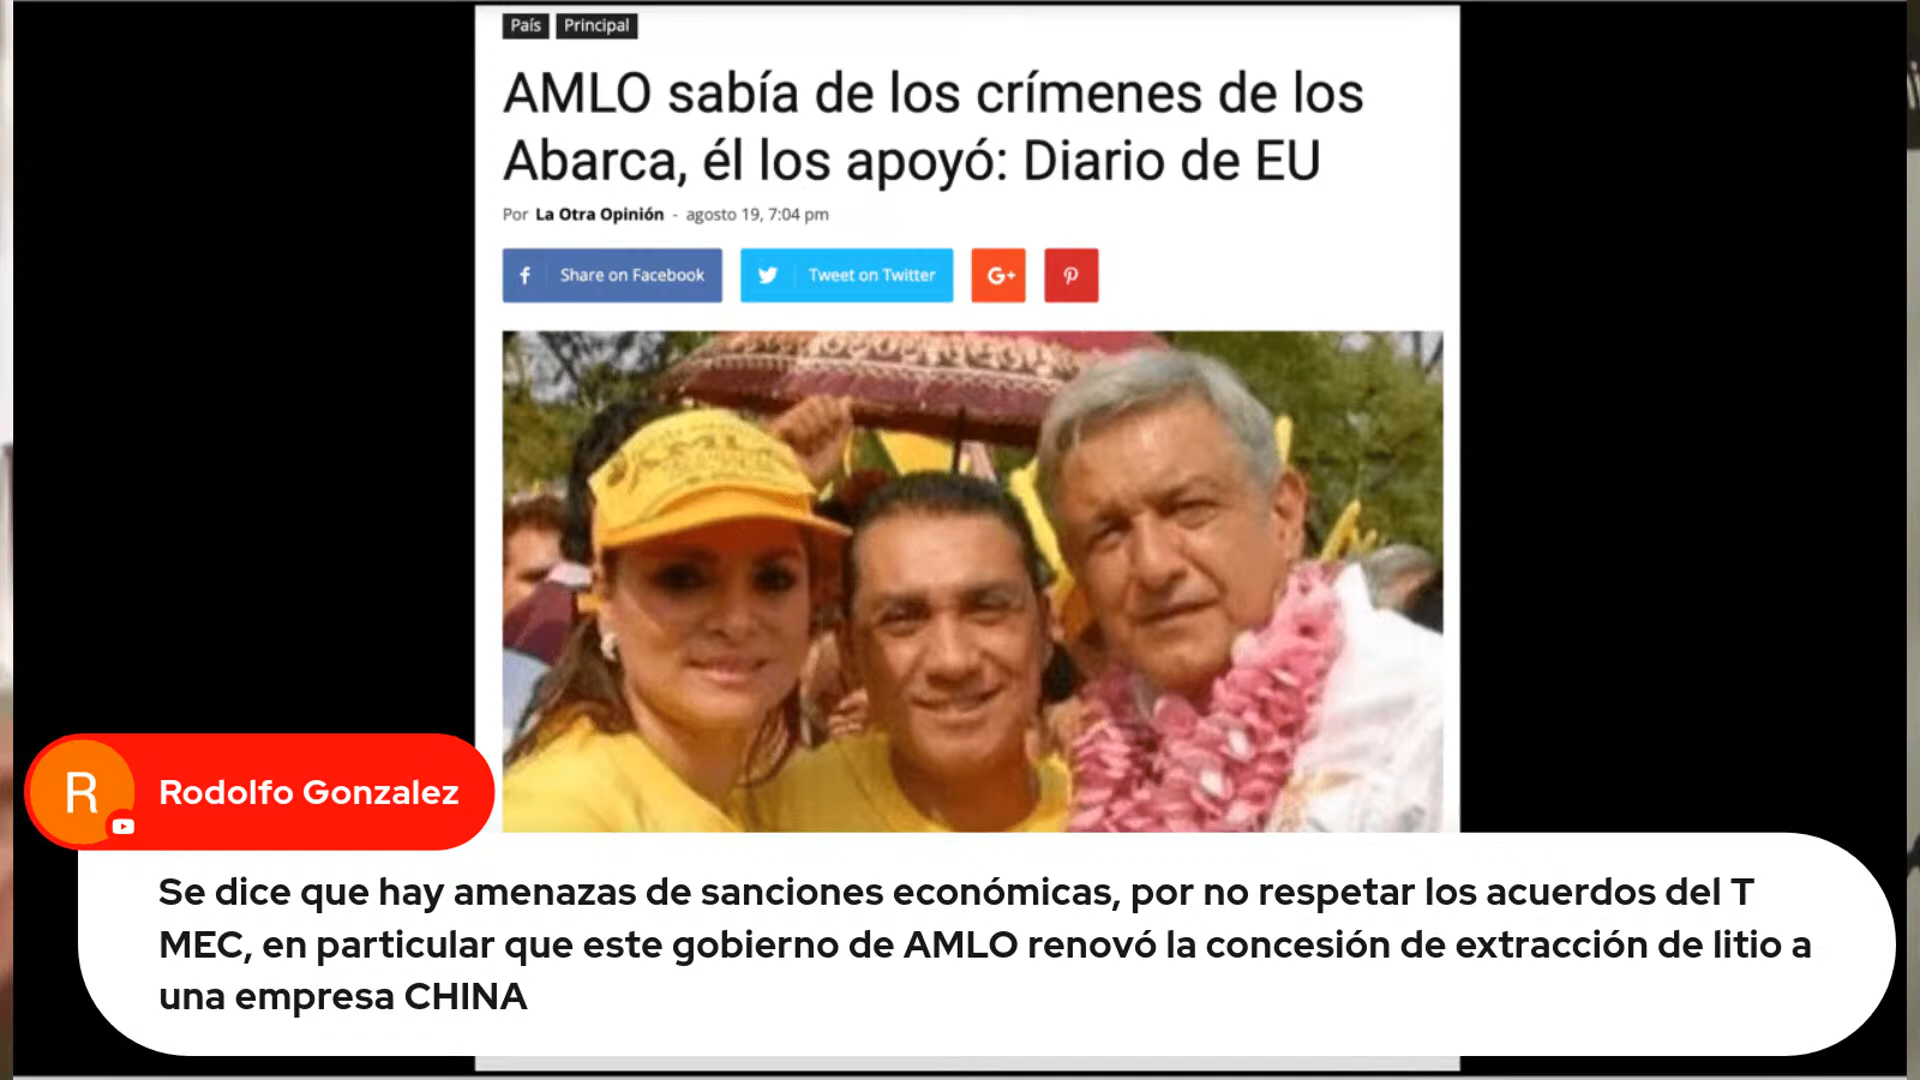 País Principal
AMLO sabía de los crímenes de los
Abarca, él los apoyó: Diario de EU
Por La Otra Opinión - agosto 19, 7:04 pm
f Share on Facebook Tweet on Twitter G+
R Rodolfo Gonzalez
Se dice que hay amenazas de sanciones económicas, por no respetar los acuerdos del T
MEC, en particular que este gobierno de AMLO renovó la concesión de extracción de litio a
una empresa CHINA